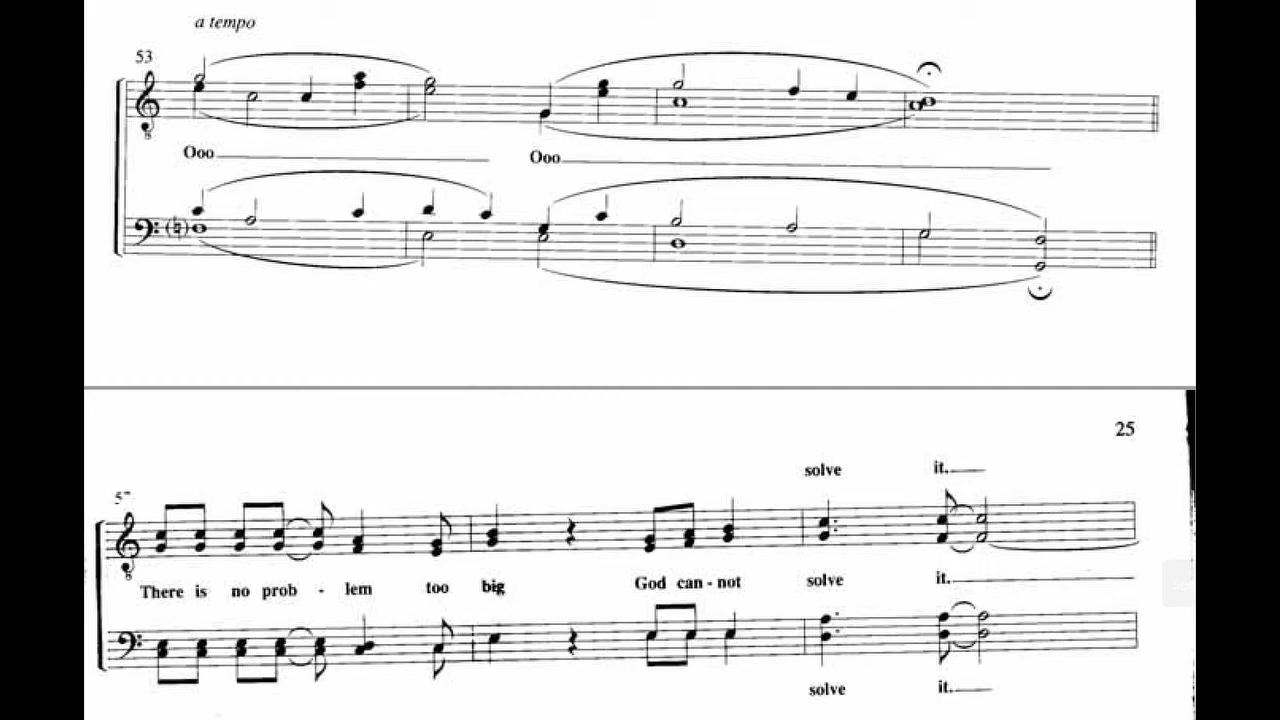 a tempo
53
Ooo Ooo
25
solve it.
5
There is no prob - lem too big God can - not solve it.
solve it.